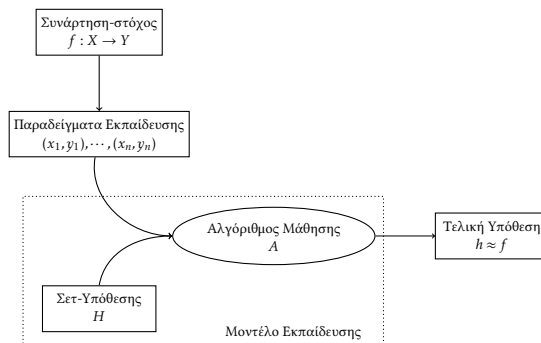 Συνάρτηση-στόχος
f : X → Y
Παραδείγματα Εκπαίδευσης
(x₁, y₁), ⋯ , (xₙ, yₙ)
Αλγόριθμος Μάθησης
A
Τελική Υπόθεση
h ≈ f
Σετ-Υπόθεσης
H
Μοντέλο Εκπαίδευσης